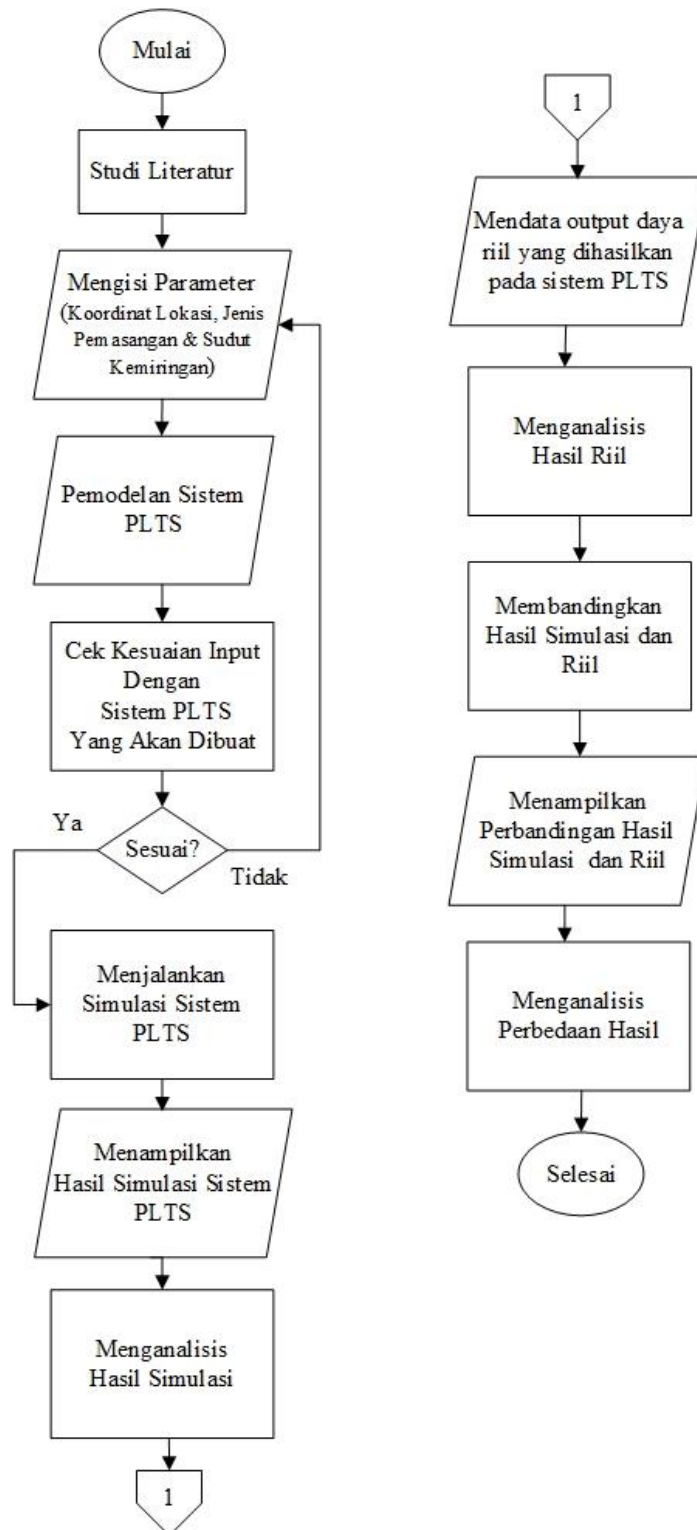 Mulai
Studi Literatur
Mengisi Parameter
(Koordinat Lokasi, Jenis
Pemasangan & Sudut
Kemiringan)
Pemodelan Sistem
PLTS
Cek Kesuaian Input
Dengan
Sistem PLTS
Yang Akan Dibuat
Sesuai?
Ya
Tidak
Menjalankan
Simulasi Sistem
PLTS
Menampilkan
Hasil Simulasi Sistem
PLTS
Menganalisis
Hasil Simulasi
1
1
Mendata output daya
riil yang dihasilkan
pada sistem PLTS
Menganalisis
Hasil Riil
Membandingkan
Hasil Simulasi dan
Riil
Menampilkan
Perbandingan Hasil
Simulasi dan Riil
Menganalisis
Perbedaan Hasil
Selesai